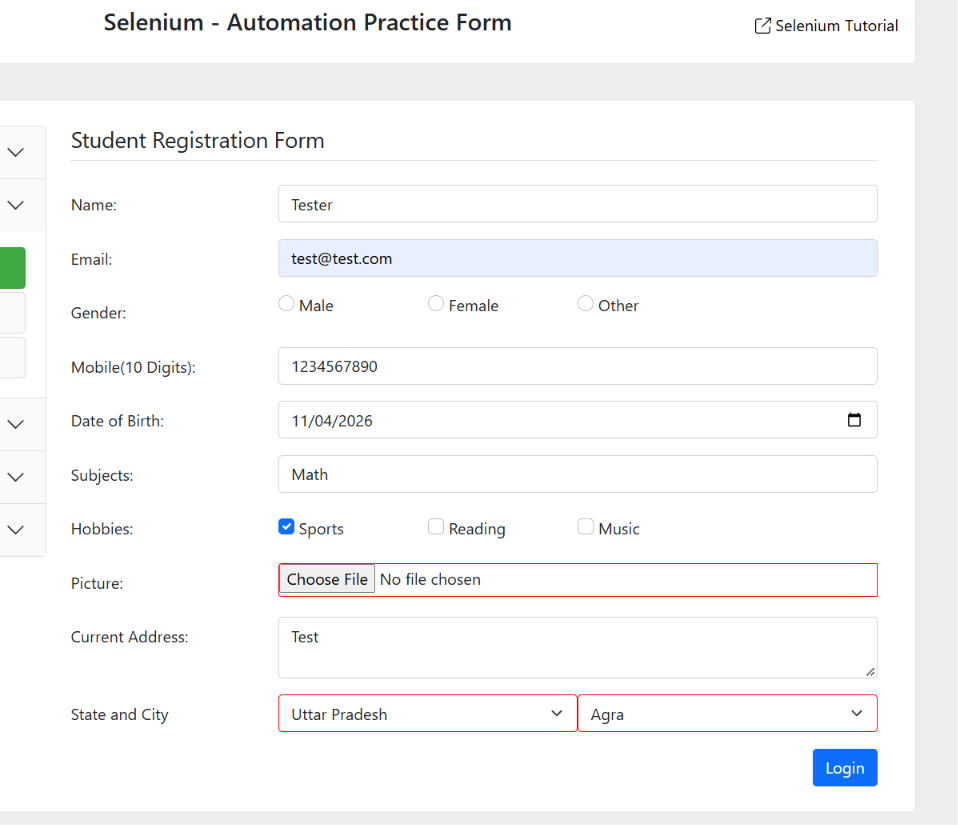 Selenium - Automation Practice Form
Selenium Tutorial
Student Registration Form
Name:
Tester
Email:
test@test.com
Gender:
Male Female Other
Mobile(10 Digits):
1234567890
Date of Birth:
11/04/2026
Subjects:
Math
Hobbies:
Sports Reading Music
Picture:
Choose File No file chosen
Current Address:
Test
State and City
Uttar Pradesh Agra
Login